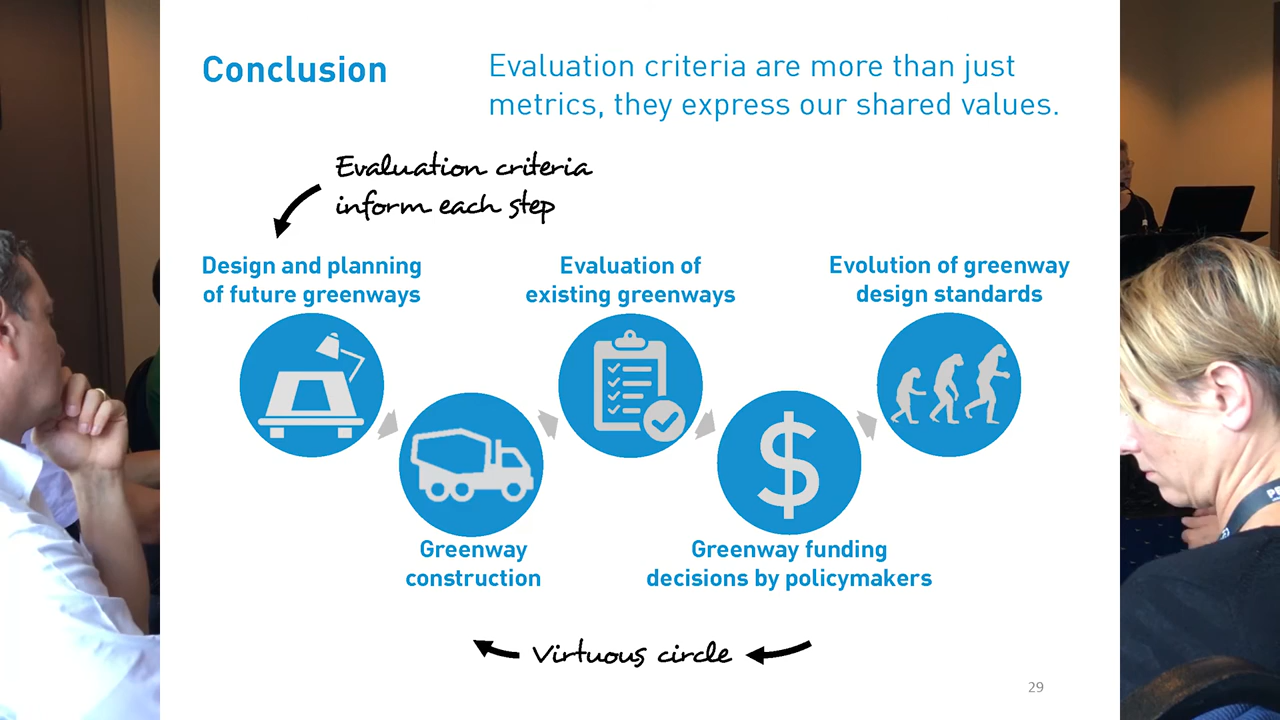 Conclusion
Evaluation criteria are more than just
metrics, they express our shared values.
Evaluation criteria
inform each step
Design and planning
of future greenways
Evaluation of
existing greenways
Evolution of greenway
design standards
$
Greenway
construction
Greenway funding
decisions by policymakers
Virtuous circle
29